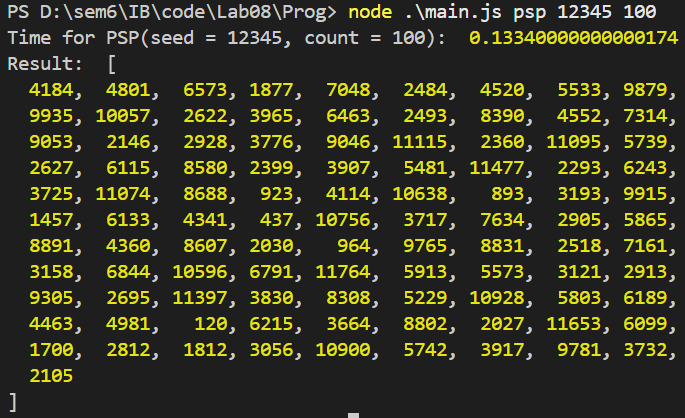 PS D:\sem6\IB\code\Lab08\Prog> node .\main.js psp 12345 100
Time for PSP(seed = 12345, count = 100):  0.13340000000000174
Result:  [
   4184,  4801,  6573, 1877,  7048,  2484,  4520,  5533, 9879,
   9935, 10057,  2622, 3965,  6463,  2493,  8390,  4552, 7314,
   9053,  2146,  2928, 3776,  9046, 11115,  2360, 11095, 5739,
   2627,  6115,  8580, 2399,  3907,  5481, 11477,  2293, 6243,
   3725, 11074,  8688,  923,  4114, 10638,   893,  3193, 9915,
   1457,  6133,  4341,  437, 10756,  3717,  7634,  2905, 5865,
   8891,  4360,  8607, 2030,   964,  9765,  8831,  2518, 7161,
   3158,  6844, 10596, 6791, 11764,  5913,  5573,  3121, 2913,
   9305,  2695, 11397, 3830,  8308,  5229, 10928,  5803, 6189,
   4463,  4981,   120, 6215,  3664,  8802,  2027, 11653, 6099,
   1700,  2812,  1812, 3056, 10900,  5742,  3917,  9781, 3732,
   2105
]